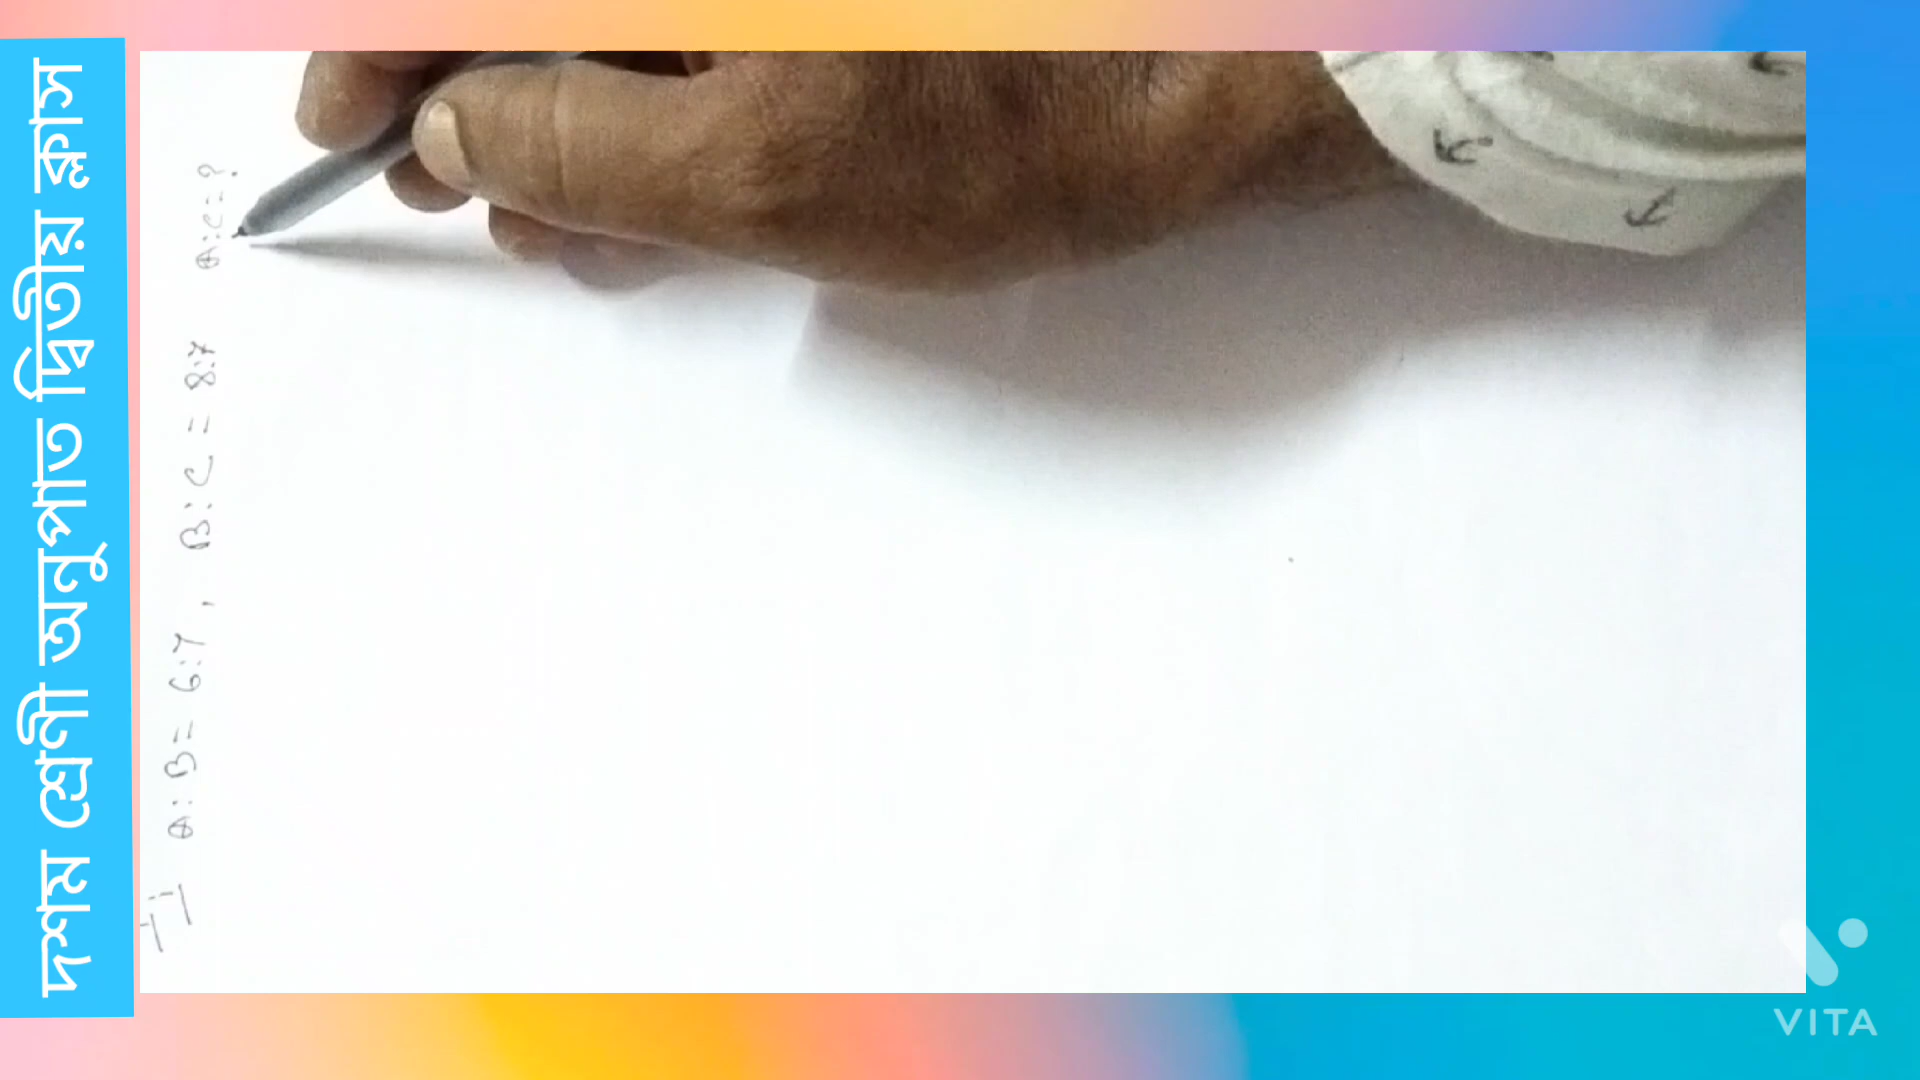 দশম শ্রেণী অনুপাত দ্বিতীয় ক্লাস
A:B = 6:7, B:C = 8:7 A:C = ?
VITA